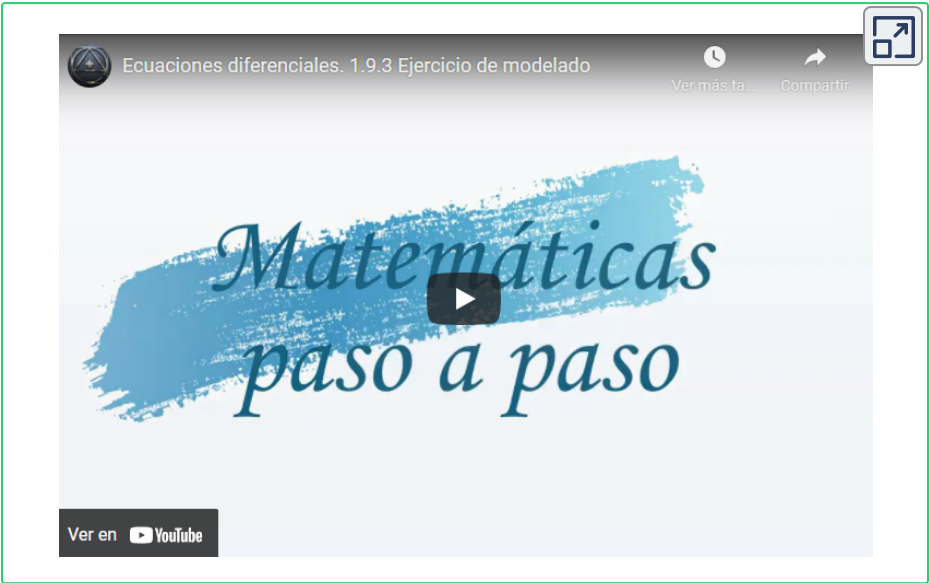 Ecuaciones diferenciales. 1.9.3 Ejercicio de modelado
Ver más ta...
Compartir
Matemáticas
paso a paso
Ver en YouTube